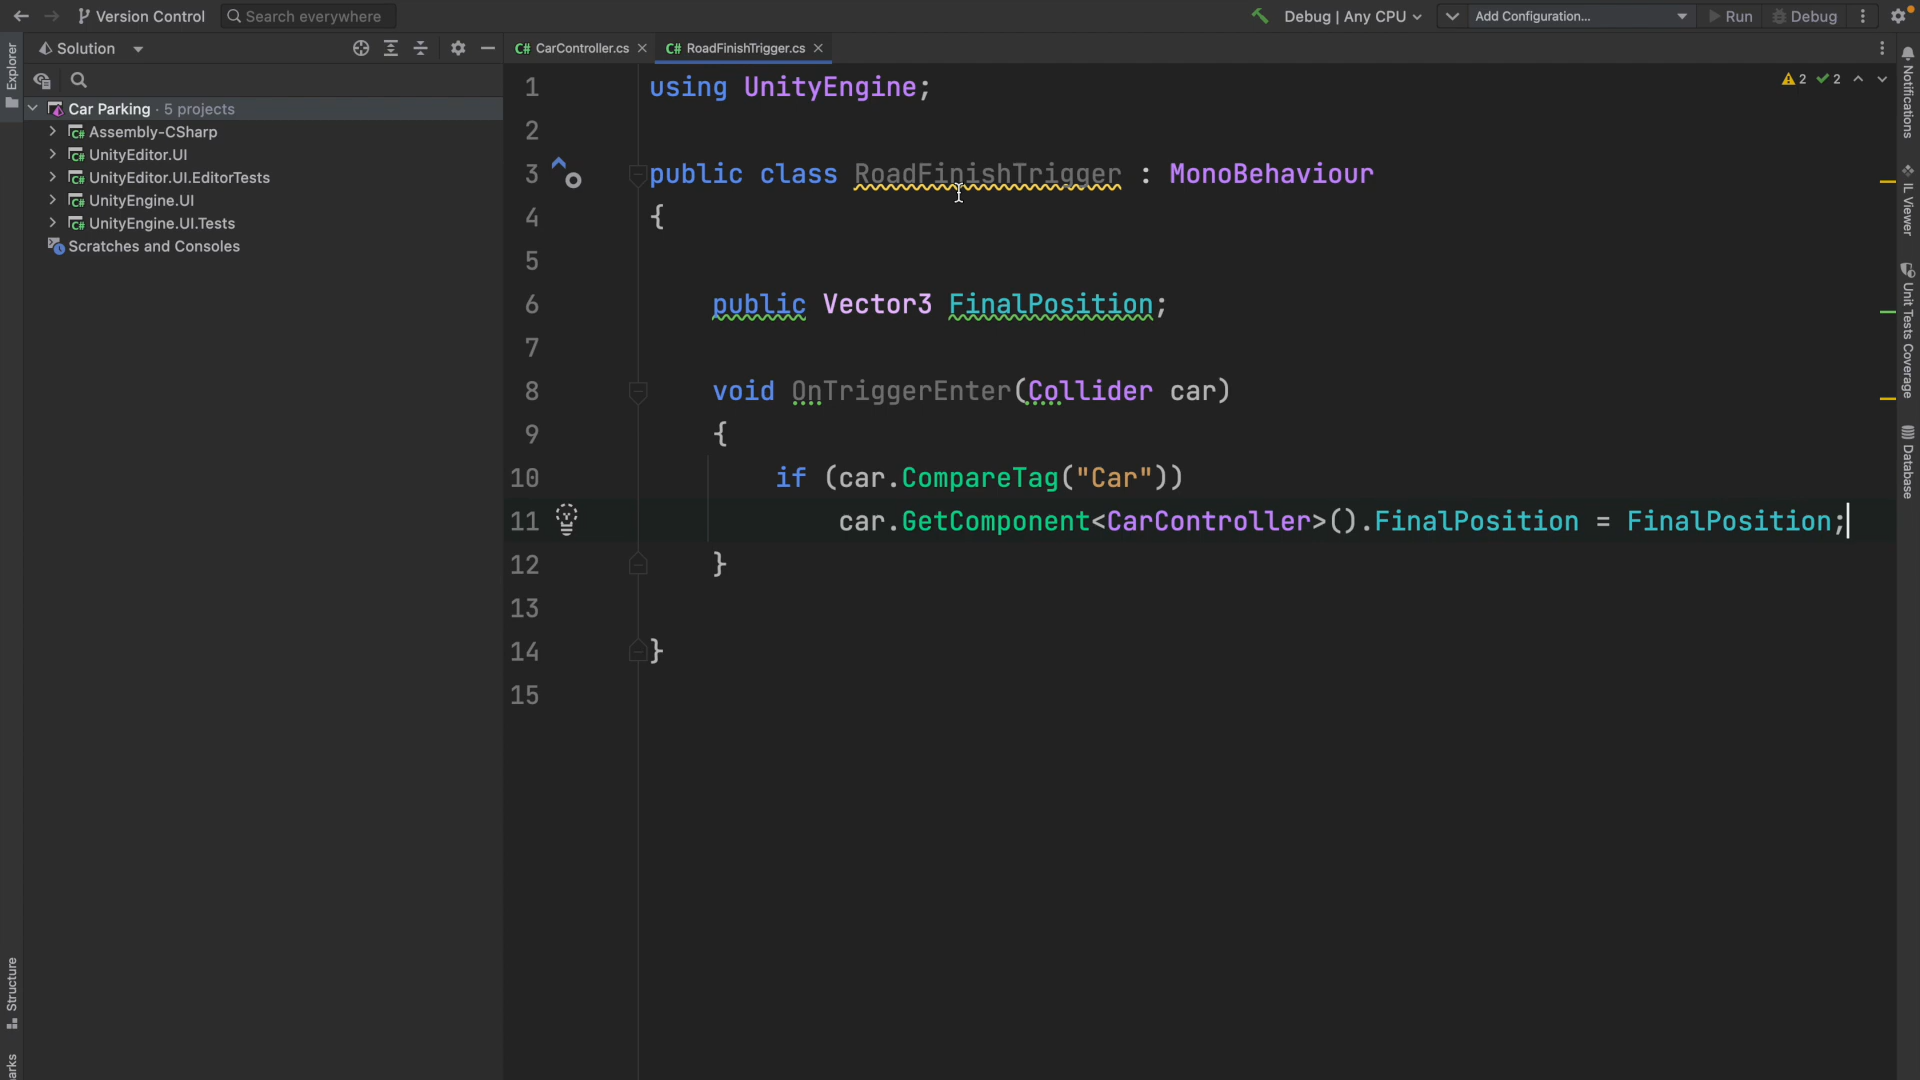 Version Control
Search everywhere
Debug | Any CPU
Add Configuration...
Run
Debug
Explorer
Solution
CarController.cs
RoadFinishTrigger.cs
Car Parking · 5 projects
Assembly-CSharp
UnityEditor.UI
UnityEditor.UI.EditorTests
UnityEngine.UI
UnityEngine.UI.Tests
Scratches and Consoles
Structure
1 using UnityEngine;
2
3 public class RoadFinishTrigger : MonoBehaviour
4 {
5
6 public Vector3 FinalPosition;
7
8 void OnTriggerEnter(Collider car)
9 {
10 if (car.CompareTag("Car"))
11 car.GetComponent<CarController>().FinalPosition = FinalPosition;
12 }
13
14 }
15
2 2
Notifications
IL Viewer
Unit Tests Coverage
Database